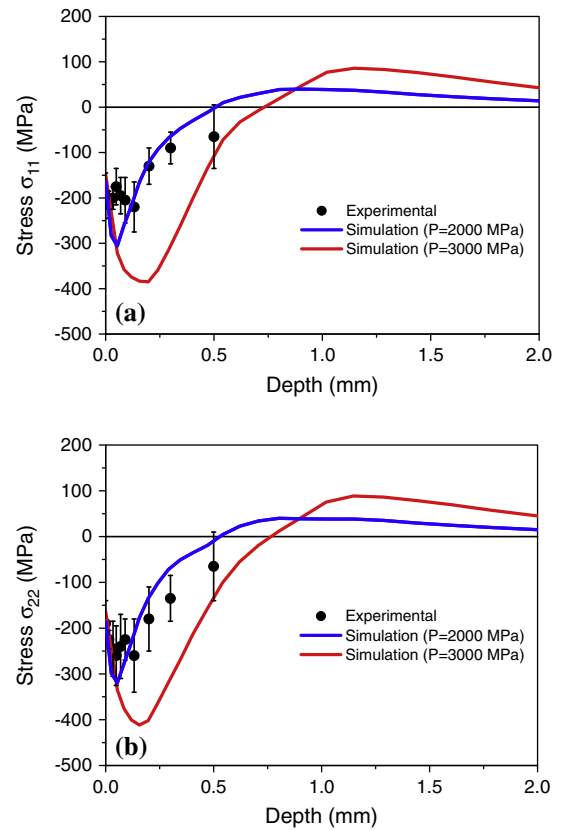 200
100
0
-100
-200
-300
-400
-500
Stress σ11 (MPa)
Experimental
Simulation (P=2000 MPa)
Simulation (P=3000 MPa)
(a)
0.0 0.5 1.0 1.5 2.0
Depth (mm)
200
100
0
-100
-200
-300
-400
-500
Stress σ22 (MPa)
Experimental
Simulation (P=2000 MPa)
Simulation (P=3000 MPa)
(b)
0.0 0.5 1.0 1.5 2.0
Depth (mm)